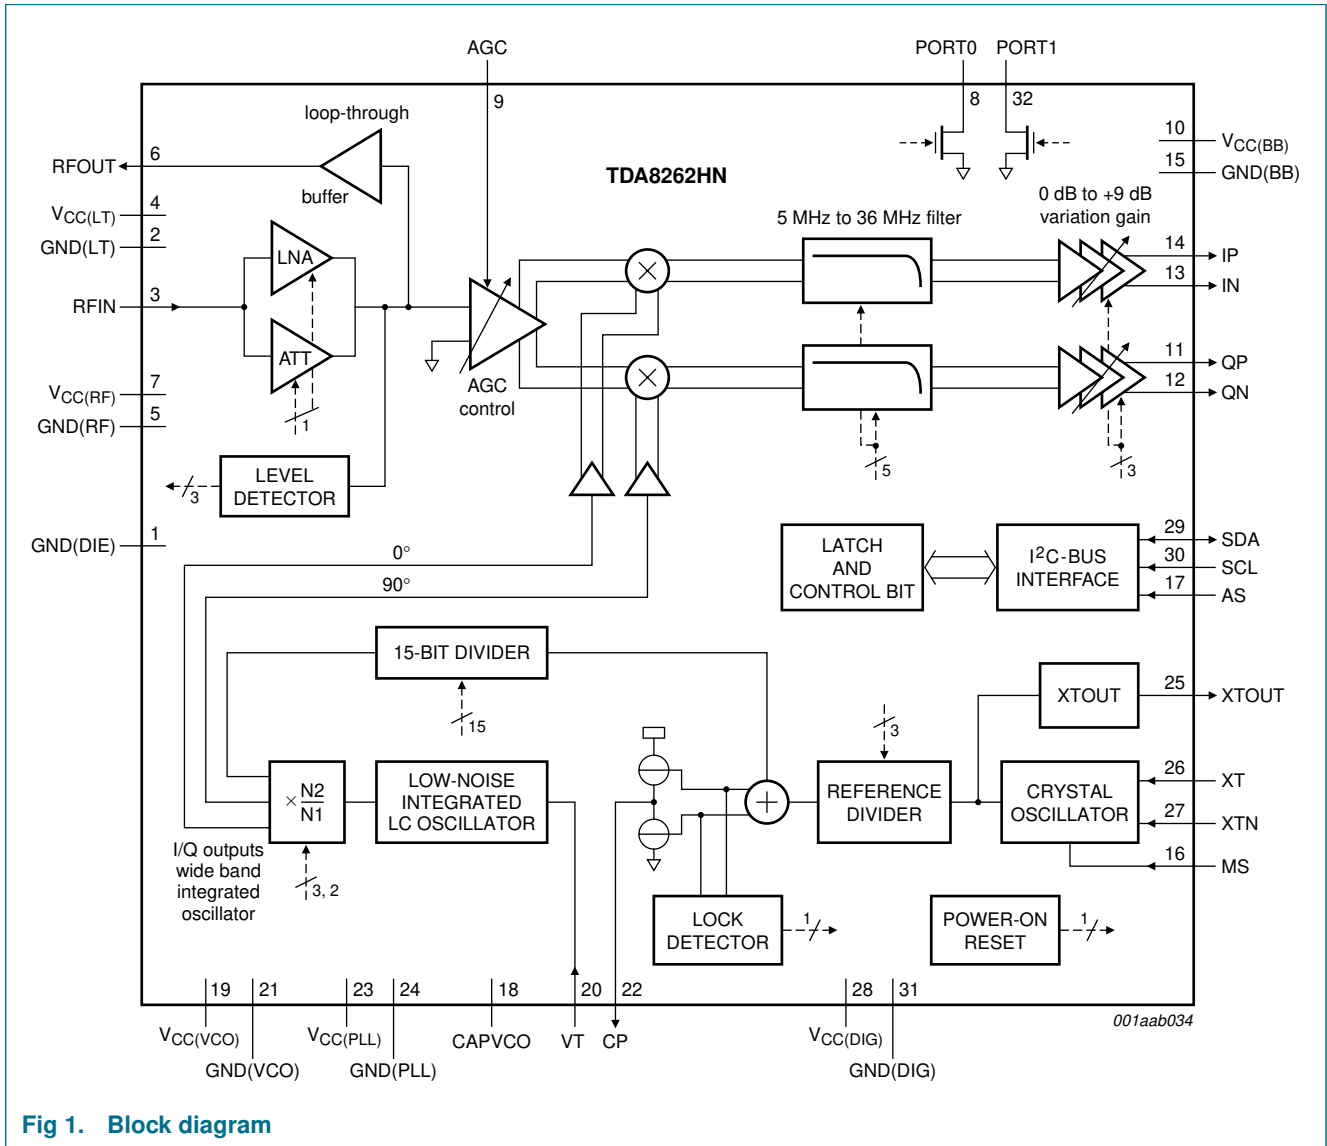 AGC
PORT0 PORT1
9
8
32
loop-through
buffer
TDA8262HN
RFOUT
6
VCC(LT)
4
GND(LT)
2
RFIN
3
LNA
ATT
1
VCC(RF)
7
GND(RF)
5
AGC
control
5 MHz to 36 MHz filter
0 dB to +9 dB
variation gain
10
VCC(BB)
15
GND(BB)
14
IP
13
IN
11
QP
12
QN
5
3
LEVEL
DETECTOR
3
GND(DIE)
1
0°
90°
LATCH
AND
CONTROL BIT
I2C-BUS
INTERFACE
29
SDA
30
SCL
17
AS
15-BIT DIVIDER
15
XTOUT
25
XTOUT
3
× N2
N1
LOW-NOISE
INTEGRATED
LC OSCILLATOR
+
REFERENCE
DIVIDER
CRYSTAL
OSCILLATOR
26
XT
27
XTN
16
MS
I/Q outputs
wide band
integrated
oscillator
3, 2
LOCK
DETECTOR
1
POWER-ON
RESET
1
19
21
23
24
18
20
22
28
31
VCC(VCO)
GND(VCO)
VCC(PLL)
GND(PLL)
CAPVCO
VT
CP
VCC(DIG)
GND(DIG)
001aab034
Fig 1. Block diagram